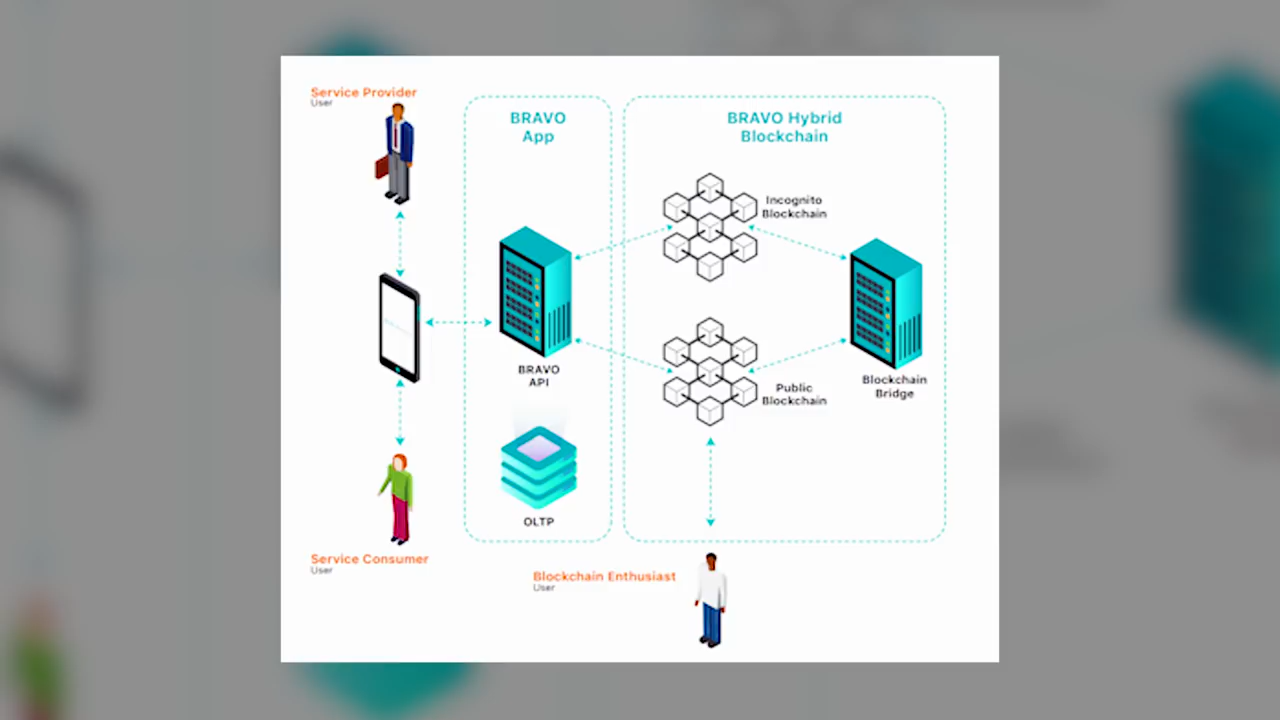 Service Provider
User
BRAVO
App
BRAVO Hybrid
Blockchain
Incognito
Blockchain
BRAVO
API
Public
Blockchain
Blockchain
Bridge
OLTP
Service Consumer
User
Blockchain Enthusiast
User